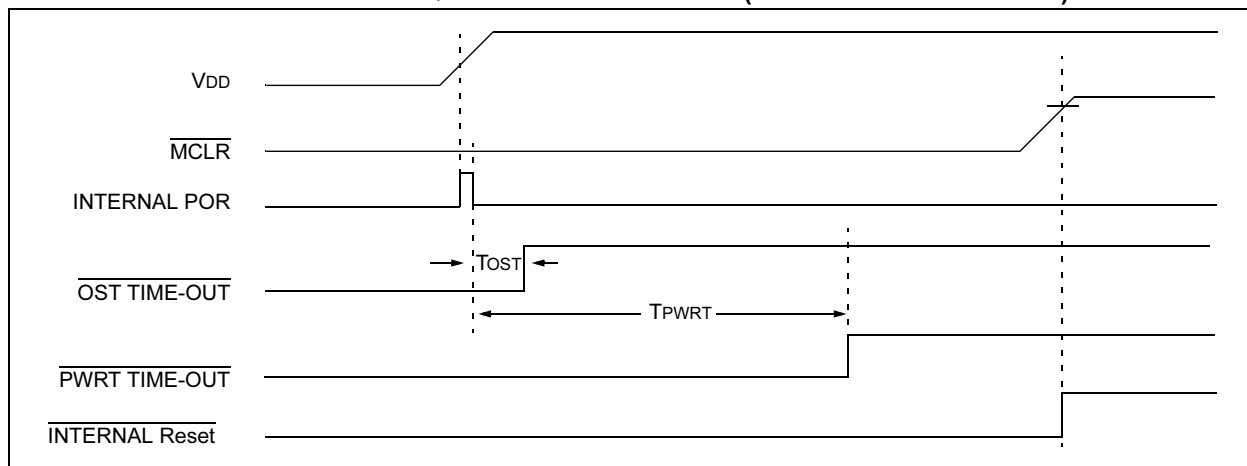 VDD
MCLR
INTERNAL POR
TOST
OST TIME-OUT
TPWRT
PWRT TIME-OUT
INTERNAL Reset